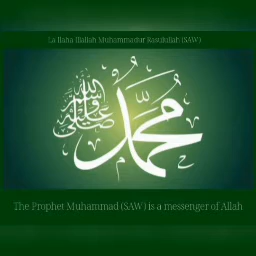 La Ilaha Illallah Muhammadur Rasulullah (SAW)
محمد صلى الله عليه وسلم
The Prophet Muhammad (SAW) is a messenger of Allah